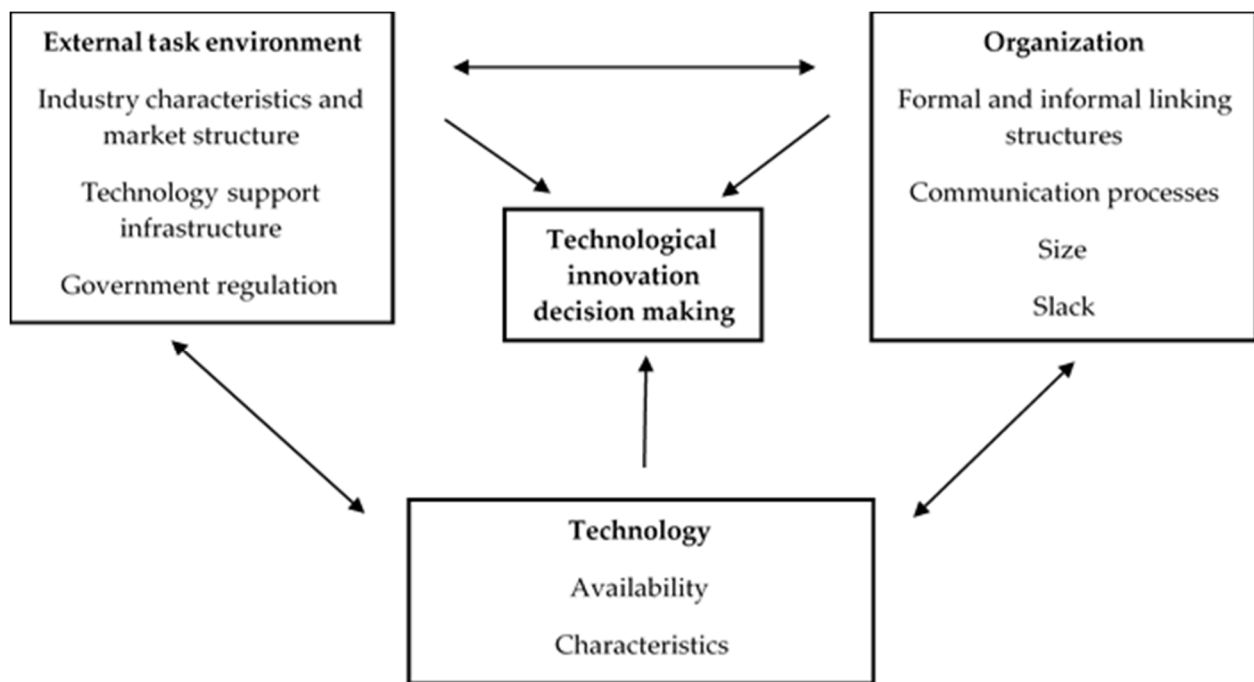 External task environment
Industry characteristics and
market structure
Technology support
infrastructure
Government regulation
Organization
Formal and informal linking
structures
Communication processes
Size
Slack
Technological
innovation
decision making
Technology
Availability
Characteristics